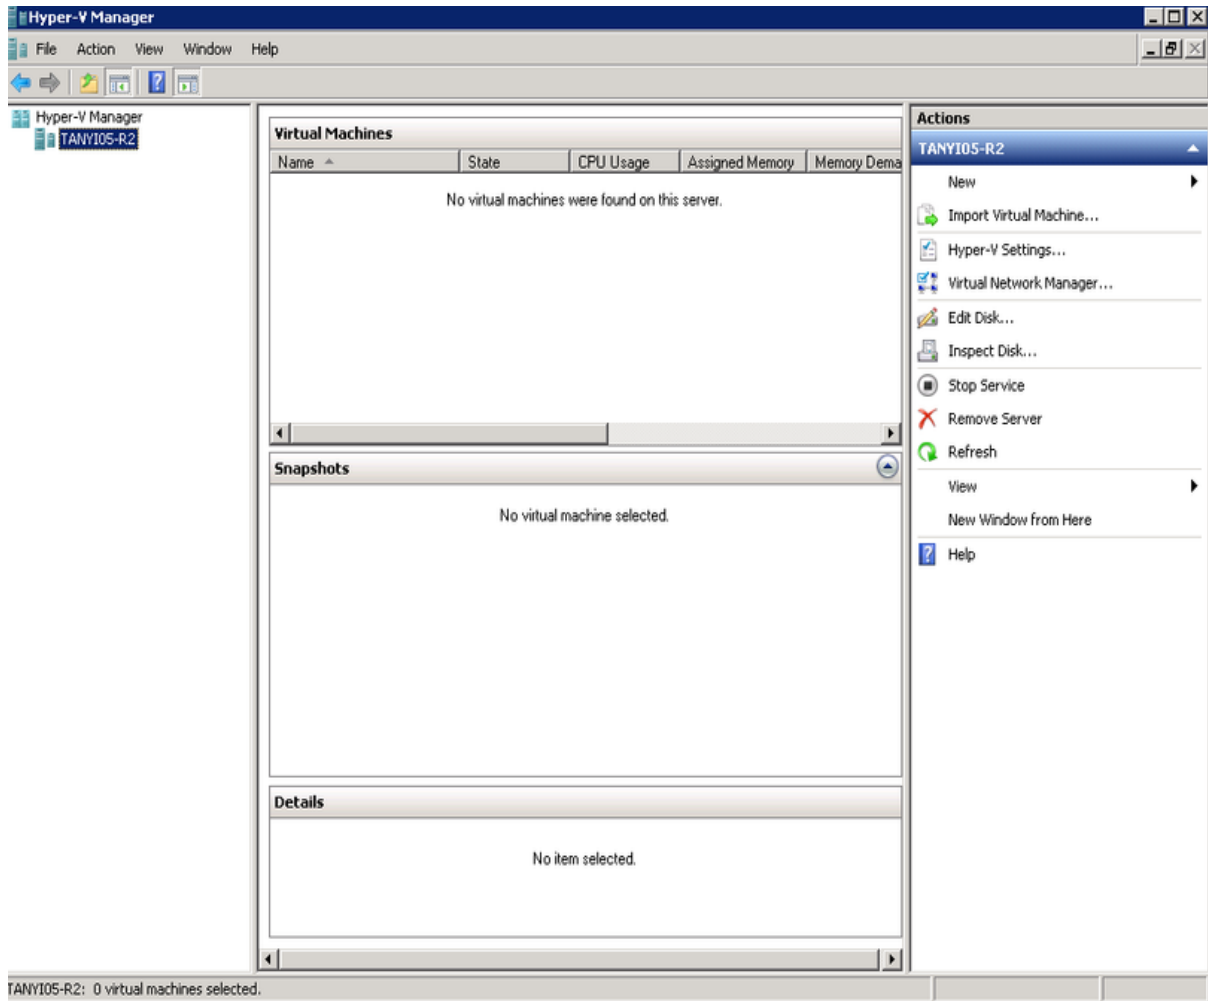 Hyper-V Manager
File Action View Window Help
Hyper-V Manager
TANYI05-R2
Virtual Machines
Name State CPU Usage Assigned Memory Memory Dema
No virtual machines were found on this server.
Snapshots
No virtual machine selected.
Details
No item selected.
Actions
TANYI05-R2
New
Import Virtual Machine...
Hyper-V Settings...
Virtual Network Manager...
Edit Disk...
Inspect Disk...
Stop Service
Remove Server
Refresh
View
New Window from Here
Help
TANYI05-R2: 0 virtual machines selected.